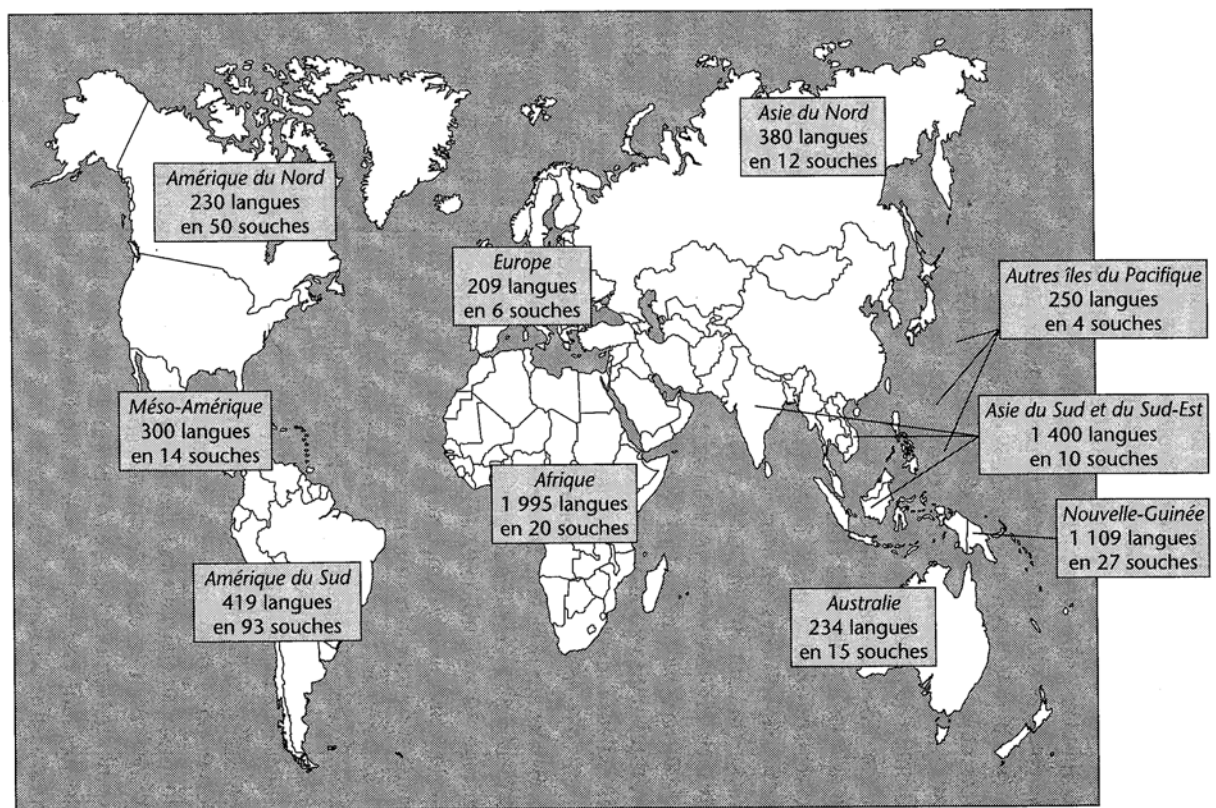 Asie du Nord
380 langues
en 12 souches
Amérique du Nord
230 langues
en 50 souches
Europe
209 langues
en 6 souches
Autres îles du Pacifique
250 langues
en 4 souches
Méso-Amérique
300 langues
en 14 souches
Asie du Sud et du Sud-Est
1 400 langues
en 10 souches
Afrique
1 995 langues
en 20 souches
Nouvelle-Guinée
1 109 langues
en 27 souches
Amérique du Sud
419 langues
en 93 souches
Australie
234 langues
en 15 souches